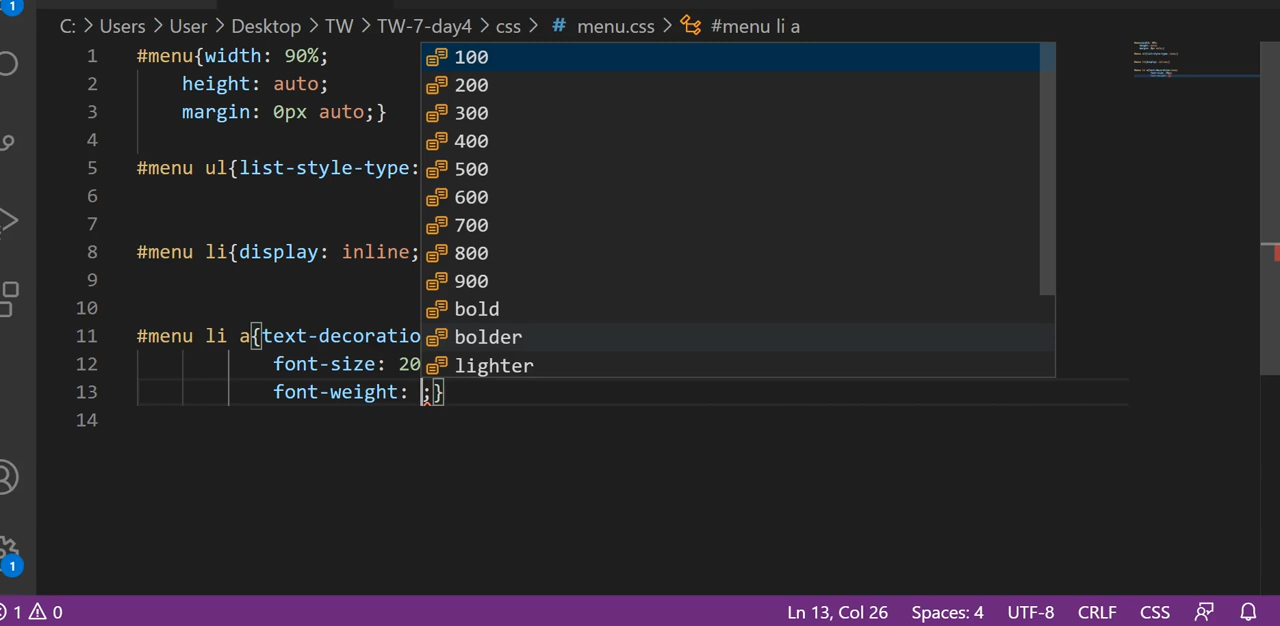 1
C: > Users > User > Desktop > TW > TW-7-day4 > css > # menu.css > #menu li a
1 #menu{width: 90%;
2 height: auto;
3 margin: 0px auto;}
4
5 #menu ul{list-style-type:
6
7
8 #menu li{display: inline;
9
10
11 #menu li a{text-decoratio
12 font-size: 20
13 font-weight: ;}
14
100
200
300
400
500
600
700
800
900
bold
bolder
lighter
1
1 0 Ln 13, Col 26 Spaces: 4 UTF-8 CRLF CSS